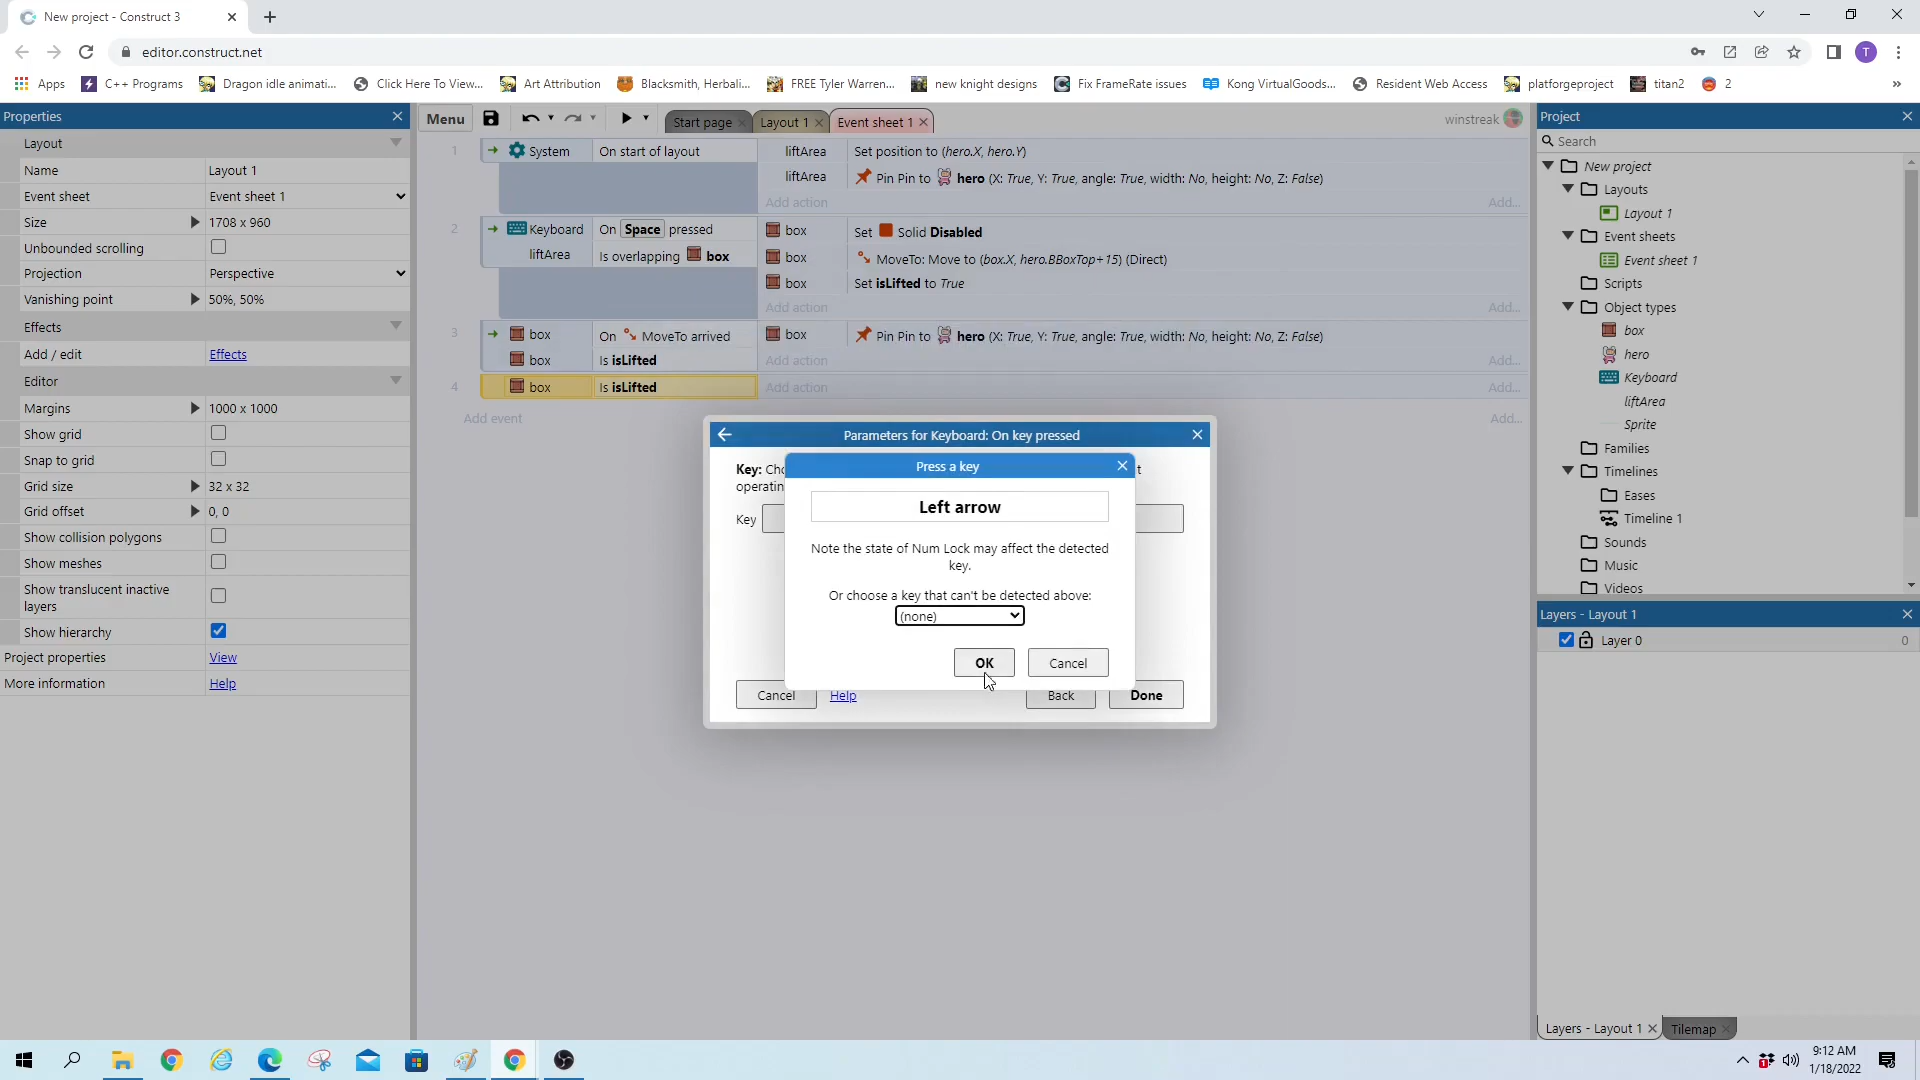 New project - Construct 3
editor.construct.net
T
Apps
C++ Programs
Dragon idle animati...
Click Here To View...
Art Attribution
Blacksmith, Herbali...
FREE Tyler Warren...
new knight designs
Fix FrameRate issues
Kong VirtualGoods...
Resident Web Access
platforgeproject
titan2
2
»
Properties
Layout
Name Layout 1
Event sheet Event sheet 1
Size 1708 x 960
Unbounded scrolling
Projection Perspective
Vanishing point 50%, 50%
Effects
Add / edit Effects
Editor
Margins 1000 x 1000
Show grid
Snap to grid
Grid size 32 x 32
Grid offset 0, 0
Show collision polygons
Show meshes
Show translucent inactive
layers
Show hierarchy
Project properties View
More information Help
Menu
Start page
Layout 1
Event sheet 1
winstreak
1 System On start of layout liftArea Set position to (hero.X, hero.Y)
liftArea Pin Pin to hero (X: True, Y: True, angle: True, width: No, height: No, Z: False)
Add action Add...
2 Keyboard On Space pressed box Set Solid Disabled
liftArea Is overlapping box box MoveTo: Move to (box.X, hero.BBoxTop+15) (Direct)
box Set isLifted to True
Add action Add...
3 box On MoveTo arrived box Pin Pin to hero (X: True, Y: True, angle: True, width: No, height: No, Z: False)
box Is isLifted Add action Add...
4 box Is isLifted Add action Add...
Add event Add...
Parameters for Keyboard: On key pressed
Key: Cho
t
operatin
Key
Press a key
Left arrow
Note the state of Num Lock may affect the detected
key.
Or choose a key that can't be detected above:
(none)
OK Cancel
Cancel Help Back Done
Project
Search
New project
Layouts
Layout 1
Event sheets
Event sheet 1
Scripts
Object types
box
hero
Keyboard
liftArea
Sprite
Families
Timelines
Eases
Timeline 1
Sounds
Music
Videos
Layers - Layout 1
Layer 0 0
Layers - Layout 1
Tilemap
9:12 AM
1/18/2022